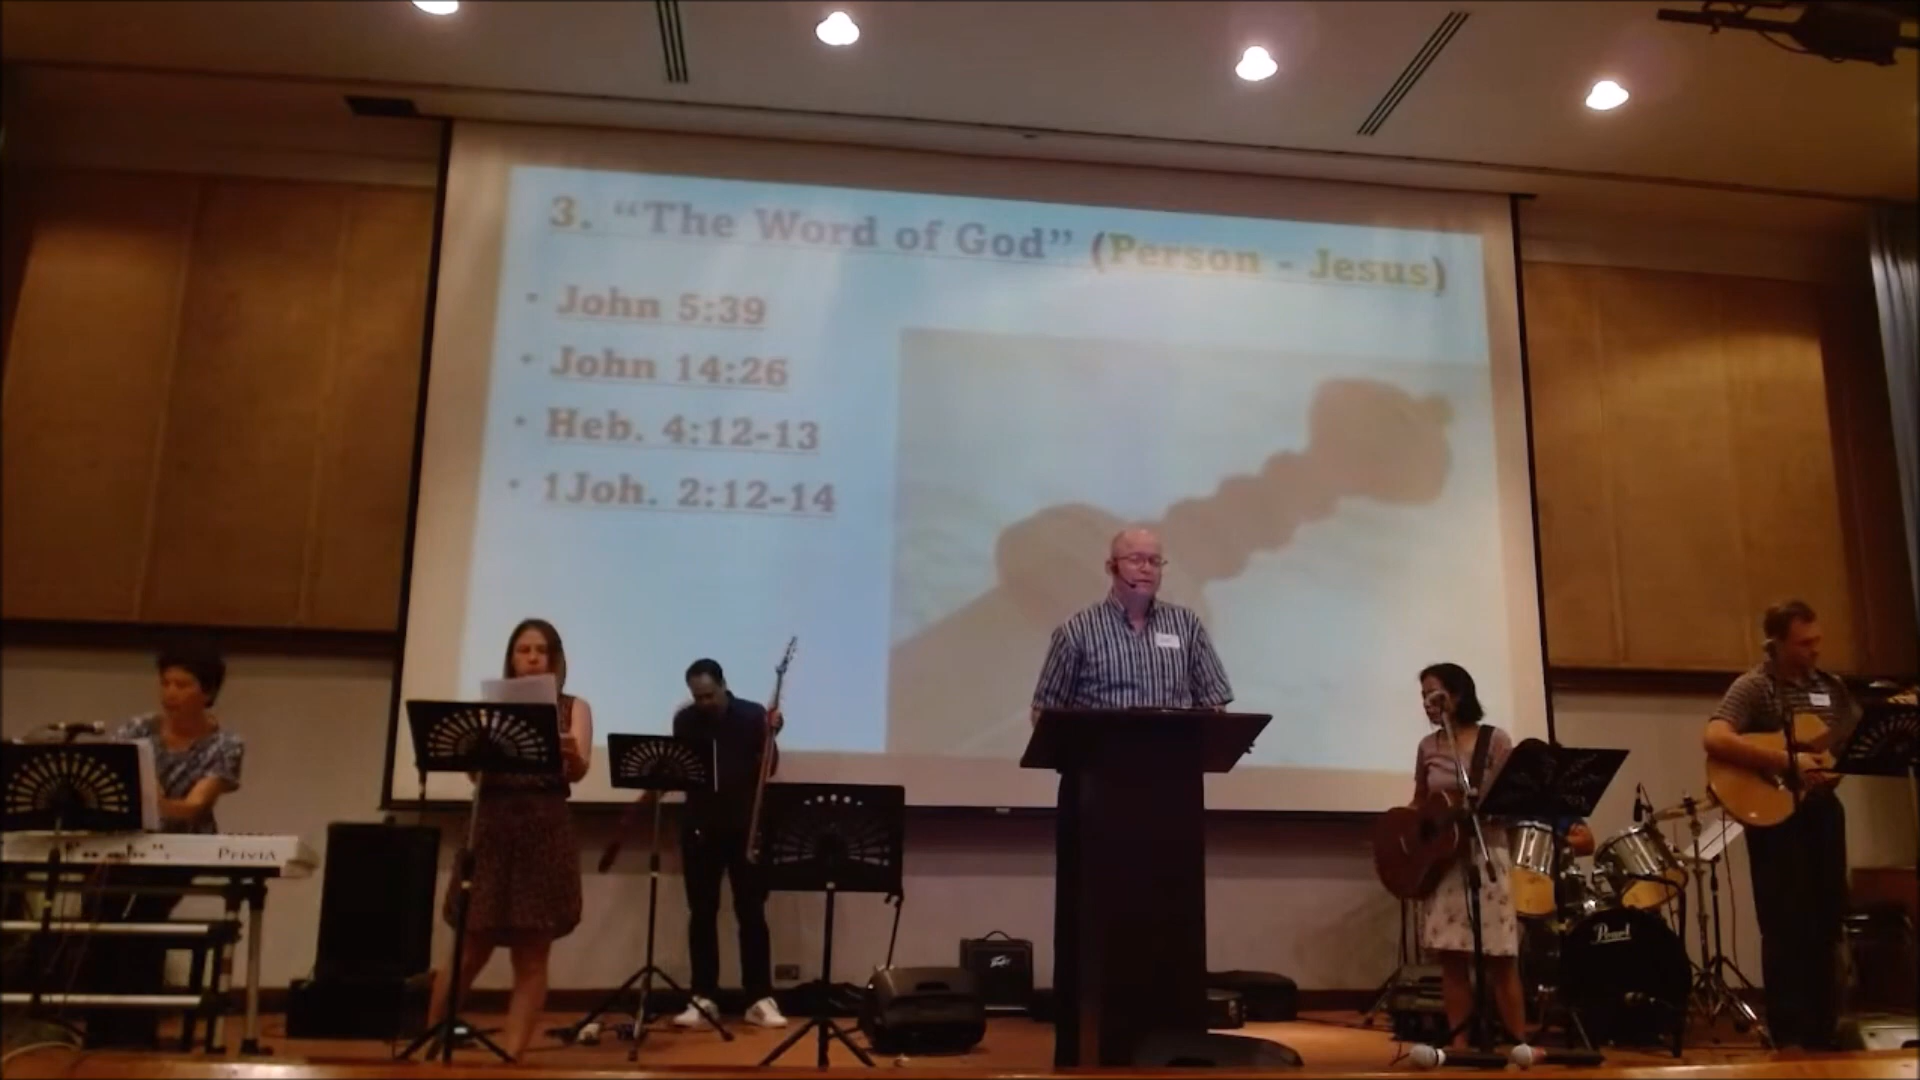 3. “The Word of God” (Person - Jesus)
• John 5:39
• John 14:26
• Heb. 4:12-13
• 1Joh. 2:12-14
PriviA
Pearl